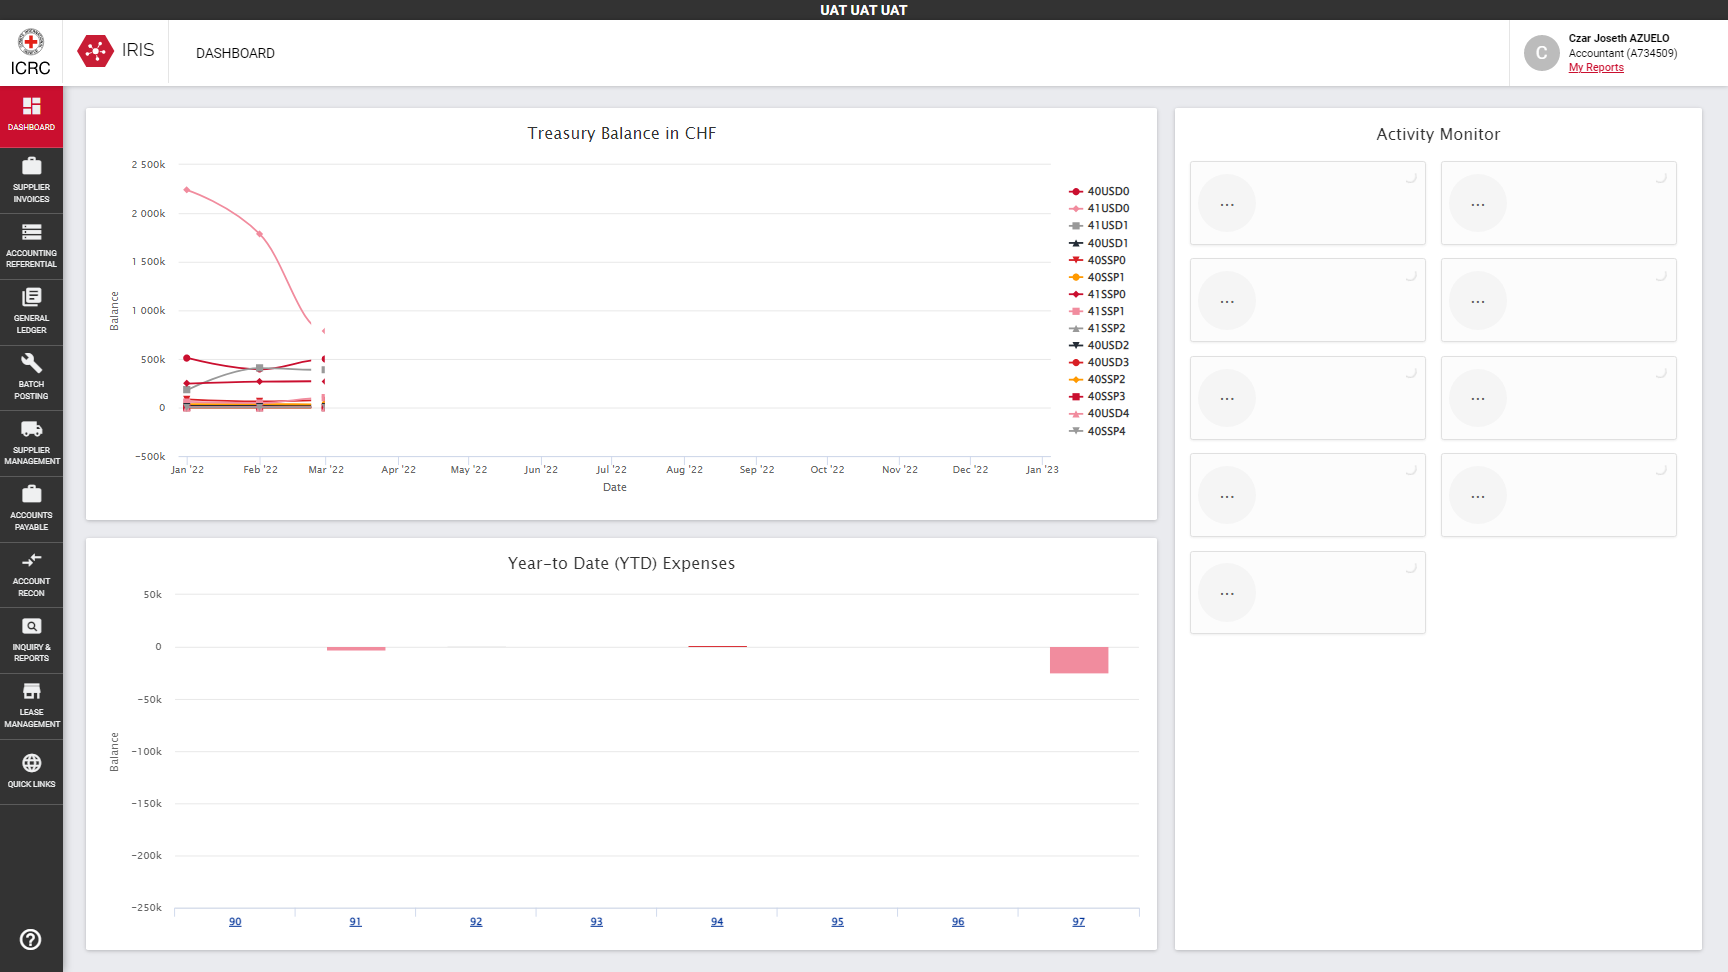 UAT UAT UAT
ICRC
IRIS
DASHBOARD
Czar Joseth AZUELO
Accountant (A734509)
My Reports
DASHBOARD
SUPPLIER
INVOICES
ACCOUNTING
REFERENTIAL
GENERAL
LEDGER
BATCH
POSTING
SUPPLIER
MANAGEMENT
ACCOUNTS
PAYABLE
ACCOUNT
RECON
INQUIRY &
REPORTS
LEASE
MANAGEMENT
QUICK LINKS
Treasury Balance in CHF
2 500k
2 000k
1 500k
1 000k
500k
0
-500k
Balance
Jan '22 Feb '22 Mar '22 Apr '22 May '22 Jun '22 Jul '22 Aug '22 Sep '22 Oct '22 Nov '22 Dec '22 Jan '23
Date
40USD0
41USD0
41USD1
40USD1
40SSP0
40SSP1
41SSP0
41SSP1
41SSP2
40USD2
40USD3
40SSP2
40SSP3
40USD4
40SSP4
Year-to Date (YTD) Expenses
50k
0
-50k
-100k
-150k
-200k
-250k
Balance
90 91 92 93 94 95 96 97
Activity Monitor
... ...
... ...
... ...
... ...
...